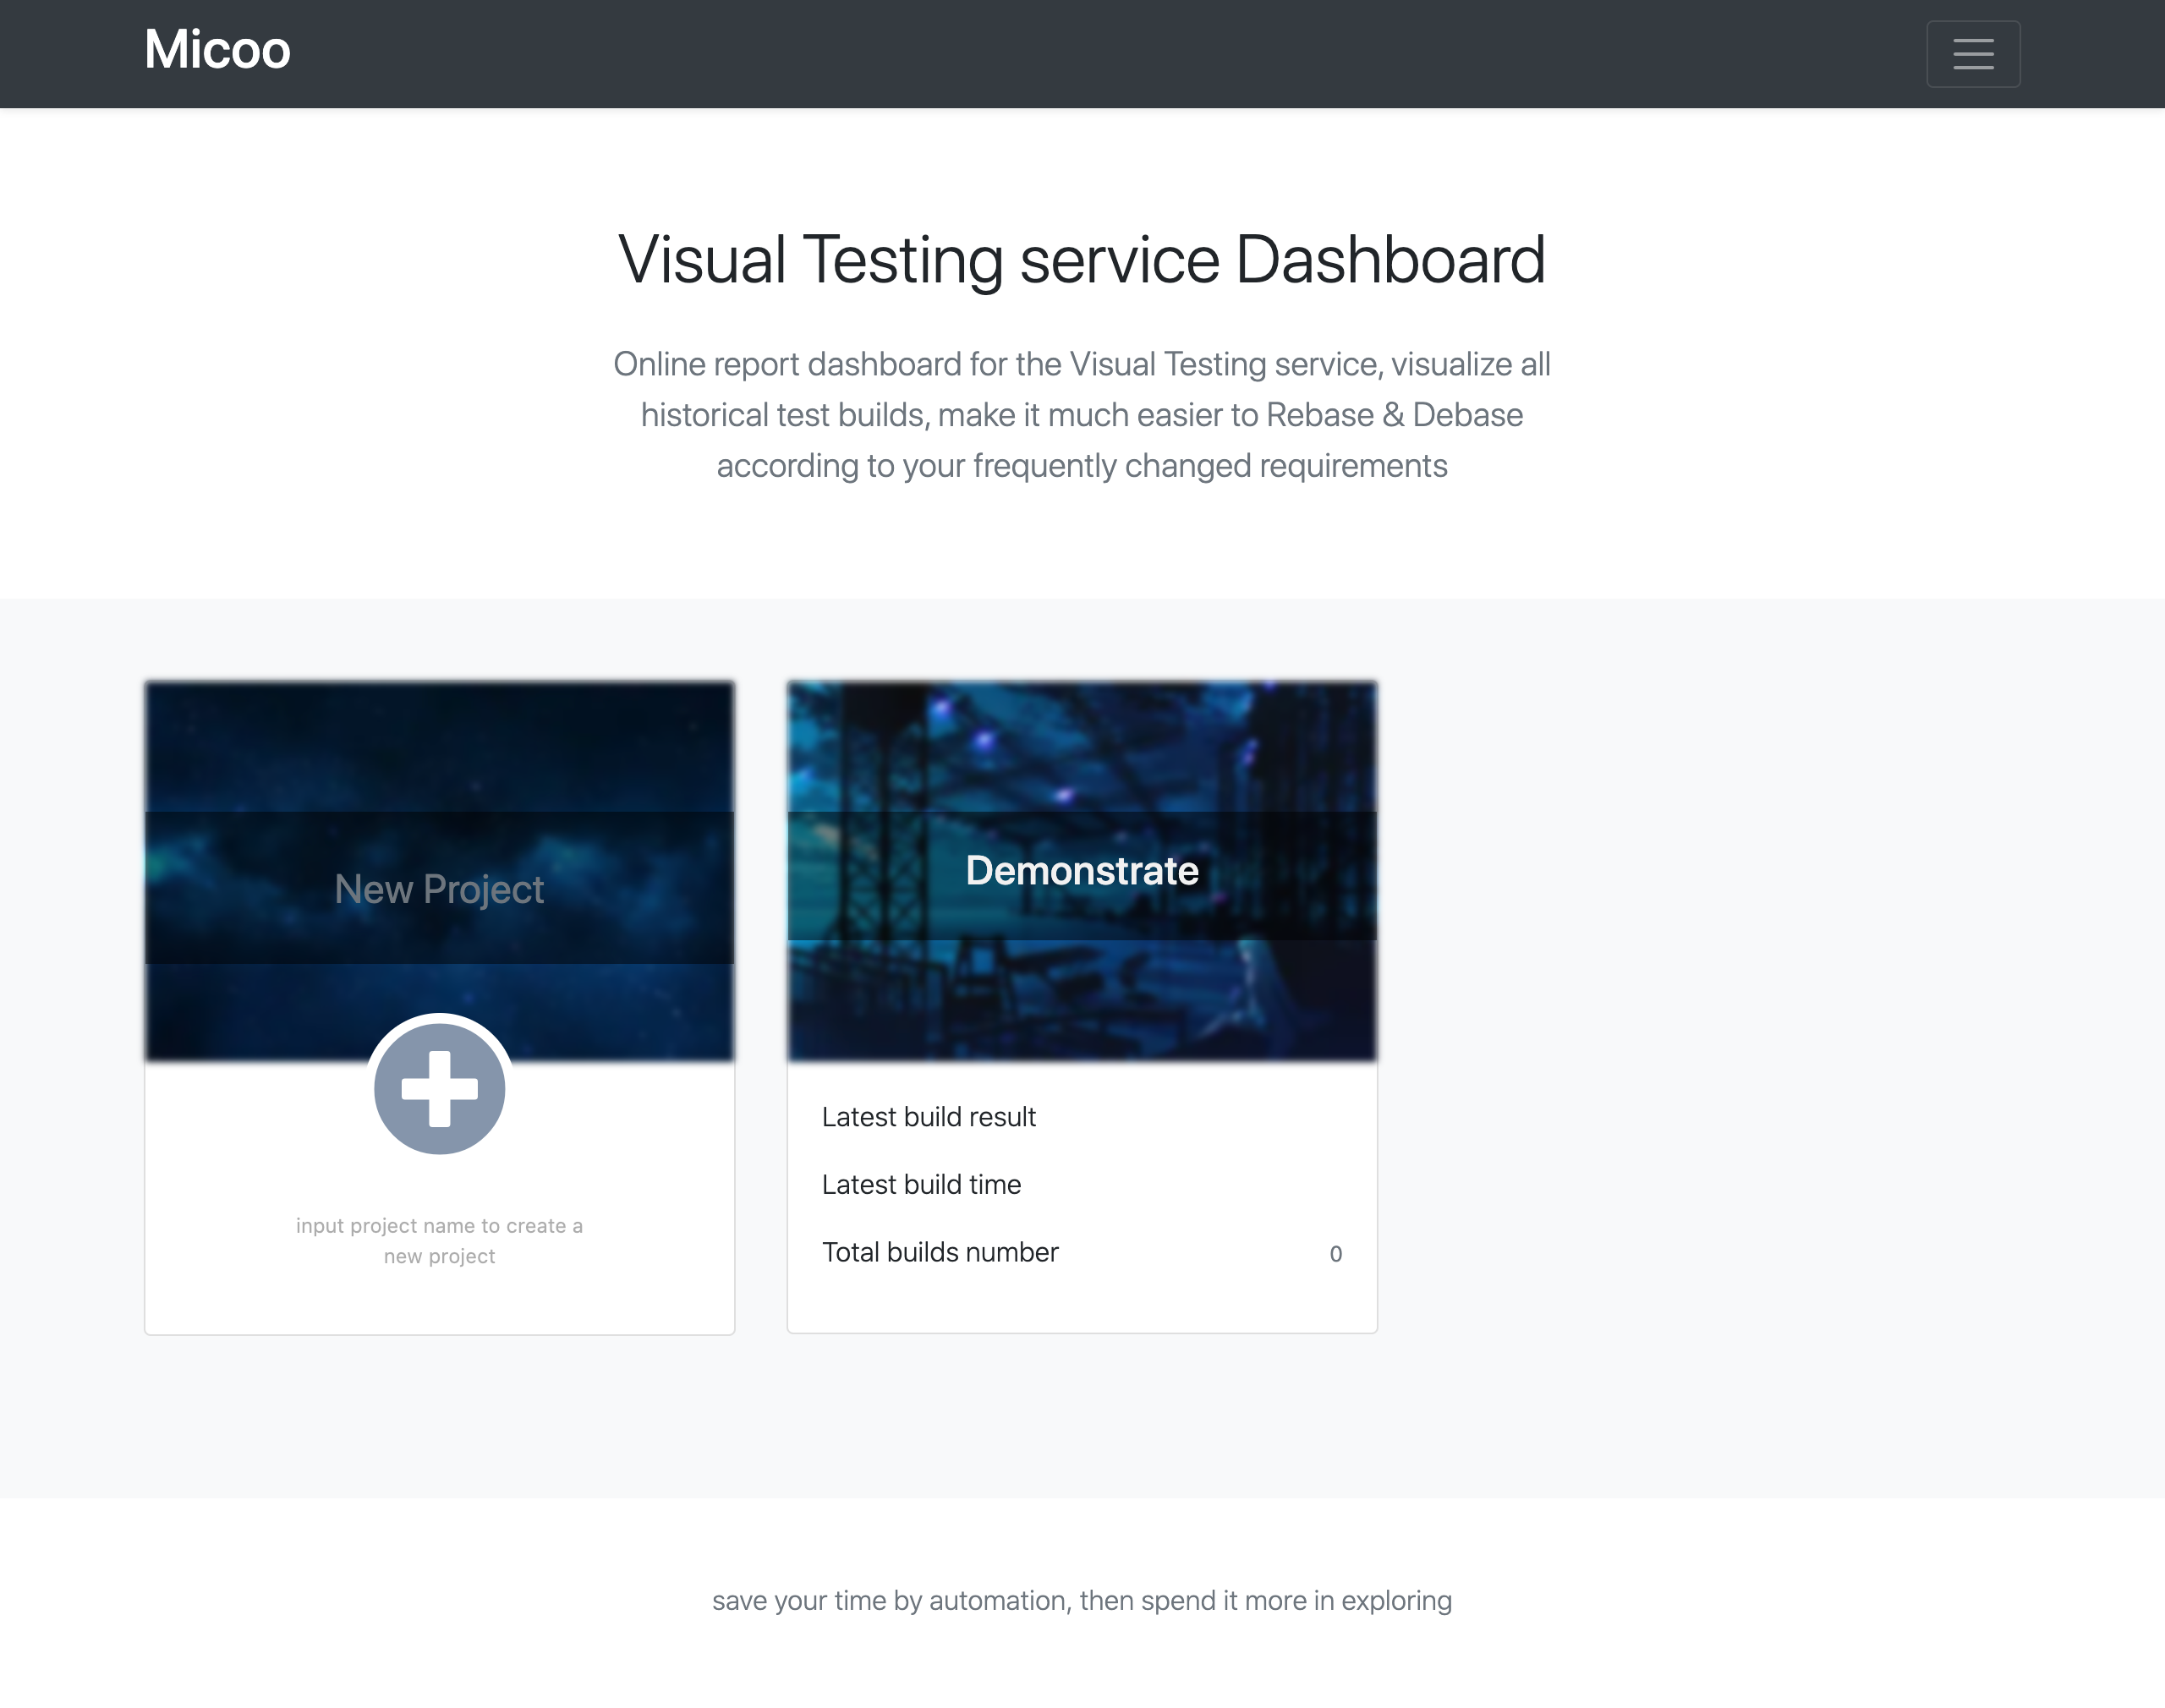 Micoo
Visual Testing service Dashboard
Online report dashboard for the Visual Testing service, visualize all
historical test builds, make it much easier to Rebase & Debase
according to your frequently changed requirements
New Project
input project name to create a
new project
Demonstrate
Latest build result
Latest build time
Total builds number 0
save your time by automation, then spend it more in exploring